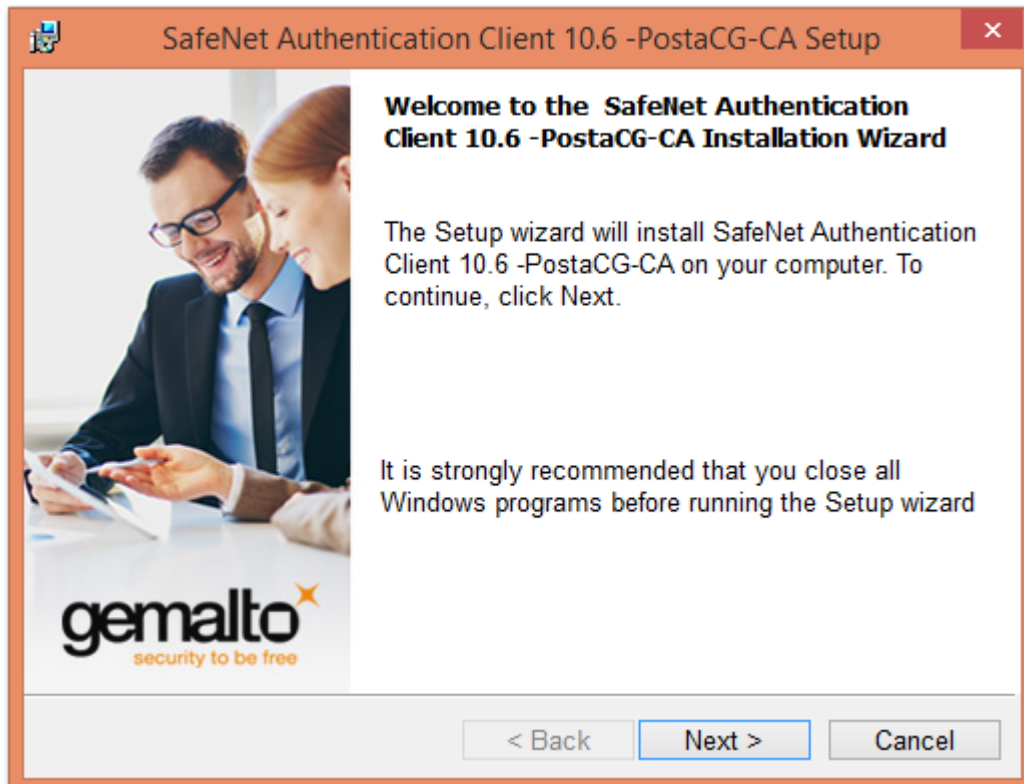 SafeNet Authentication Client 10.6 -PostaCG-CA Setup
Welcome to the SafeNet Authentication
Client 10.6 -PostaCG-CA Installation Wizard
The Setup wizard will install SafeNet Authentication
Client 10.6 -PostaCG-CA on your computer. To
continue, click Next.
It is strongly recommended that you close all
Windows programs before running the Setup wizard
gemalto
security to be free
< Back
Next >
Cancel